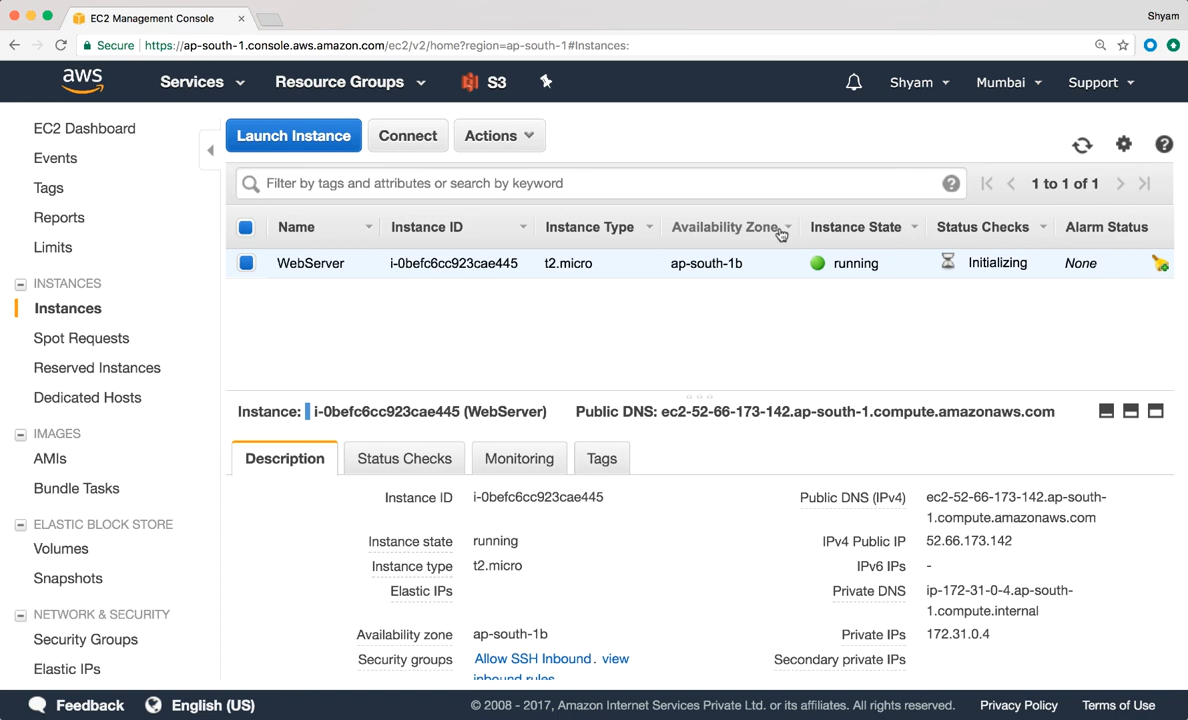 EC2 Management Console
Shyam
Secure https://ap-south-1.console.aws.amazon.com/ec2/v2/home?region=ap-south-1#Instances:
aws Services Resource Groups S3 Shyam Mumbai Support
EC2 Dashboard
Events
Tags
Reports
Limits
INSTANCES
Instances
Spot Requests
Reserved Instances
Dedicated Hosts
IMAGES
AMIs
Bundle Tasks
ELASTIC BLOCK STORE
Volumes
Snapshots
NETWORK & SECURITY
Security Groups
Elastic IPs
Launch Instance Connect Actions
Filter by tags and attributes or search by keyword 1 to 1 of 1
Name Instance ID Instance Type Availability Zone Instance State Status Checks Alarm Status
WebServer i-0befc6cc923cae445 t2.micro ap-south-1b running Initializing None
Instance: i-0befc6cc923cae445 (WebServer) Public DNS: ec2-52-66-173-142.ap-south-1.compute.amazonaws.com
Description Status Checks Monitoring Tags
Instance ID i-0befc6cc923cae445
Instance state running
Instance type t2.micro
Elastic IPs
Availability zone ap-south-1b
Security groups Allow SSH Inbound. view
inbound rules
Public DNS (IPv4) ec2-52-66-173-142.ap-south-
1.compute.amazonaws.com
IPv4 Public IP 52.66.173.142
IPv6 IPs -
Private DNS ip-172-31-0-4.ap-south-
1.compute.internal
Private IPs 172.31.0.4
Secondary private IPs
Feedback English (US) © 2008 - 2017, Amazon Internet Services Private Ltd. or its affiliates. All rights reserved. Privacy Policy Terms of Use